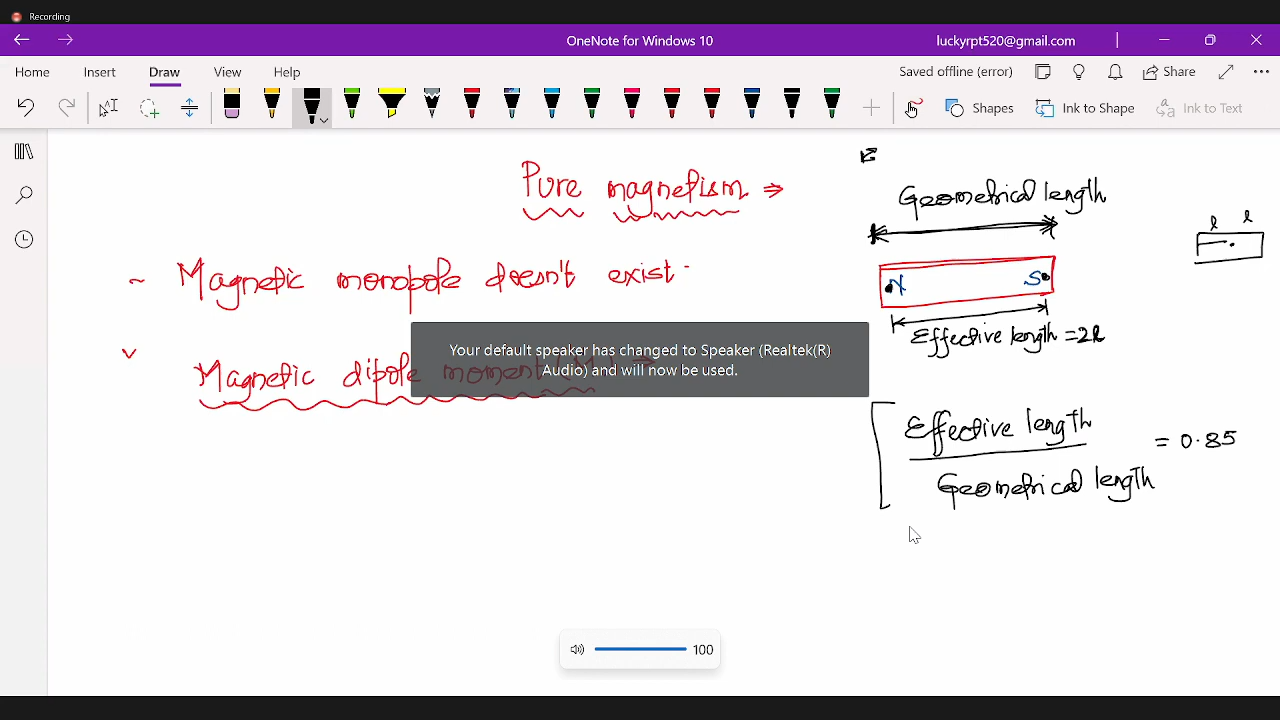 Recording
OneNote for Windows 10
luckyrpt520@gmail.com
Home Insert Draw View Help
Saved offline (error)
Share
Shapes
Ink to Shape
Ink to Text
Pure magnetism ⇒
Geometrical length
l l
~ Magnetic monopole doesn't exist
N S
Effective length = 2l
Your default speaker has changed to Speaker (Realtek(R)
Audio) and will now be used.
Magnetic dipole moment (M)
Effective length
Geometrical length
= 0.85
100